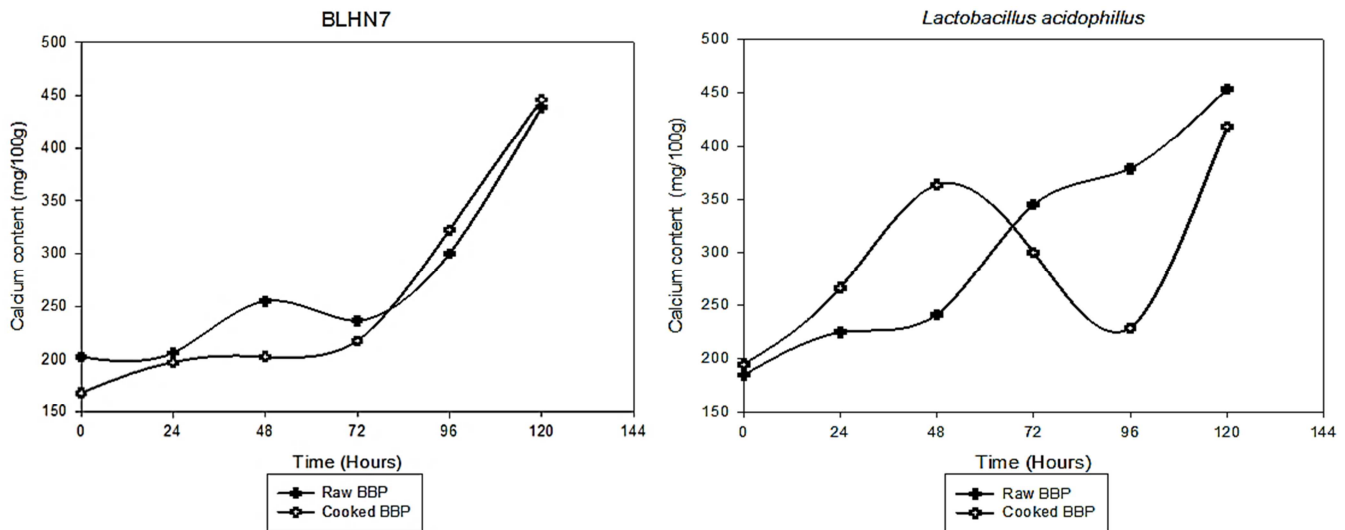 BLHN7
500
450
400
350
300
250
200
150
Calcium content (mg/100g)
0 24 48 72 96 120 144
Time (Hours)
Raw BBP
Cooked BBP
Lactobacillus acidophillus
500
450
400
350
300
250
200
150
Calcium content (mg/100g)
0 24 48 72 96 120 144
Time (Hours)
Raw BBP
Cooked BBP